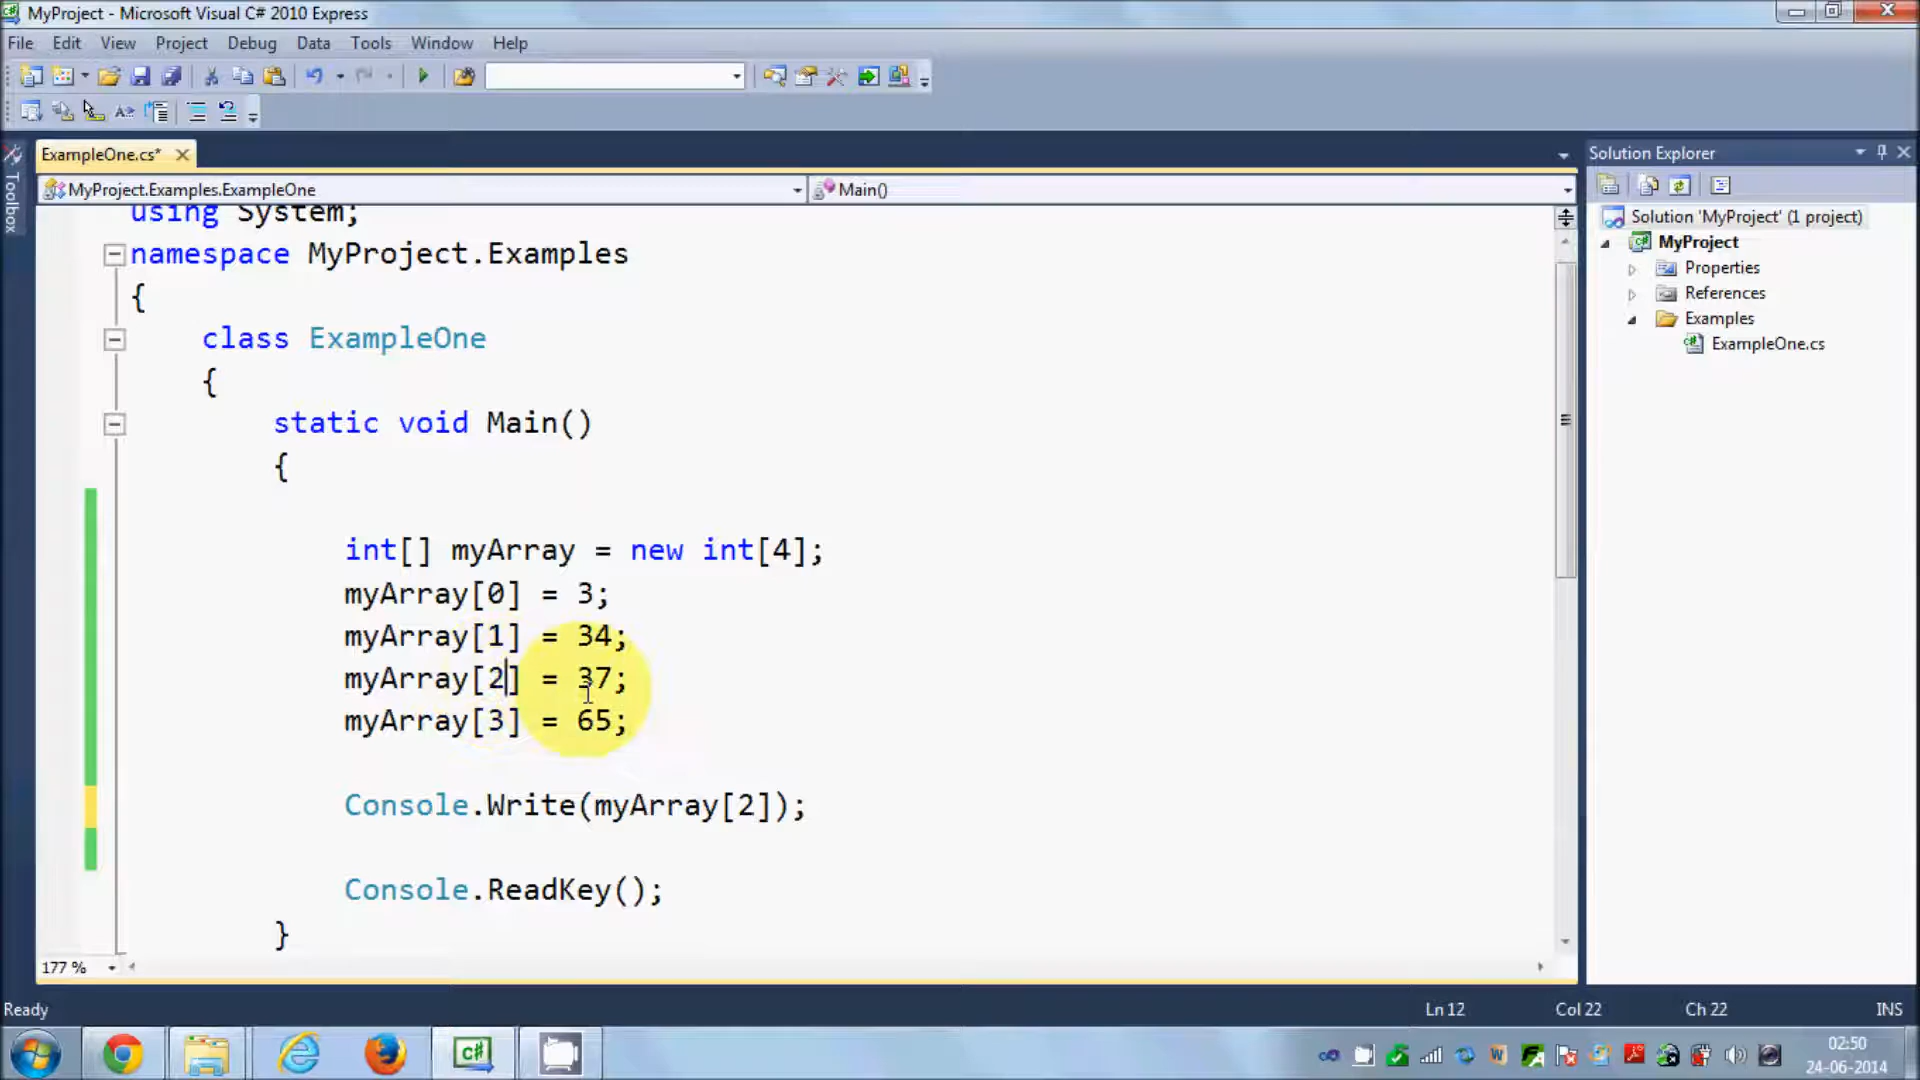 MyProject - Microsoft Visual C# 2010 Express
File Edit View Project Debug Data Tools Window Help
ExampleOne.cs*
Solution Explorer
Toolbox
MyProject.Examples.ExampleOne
Main()
using System;
namespace MyProject.Examples
{
class ExampleOne
{
static void Main()
{
int[] myArray = new int[4];
myArray[0] = 3;
myArray[1] = 34;
myArray[2] = 37;
myArray[3] = 65;
Console.Write(myArray[2]);
Console.ReadKey();
}
Solution 'MyProject' (1 project)
MyProject
Properties
References
Examples
ExampleOne.cs
177 %
Ready
Ln 12
Col 22
Ch 22
INS
02:50
24-06-2014